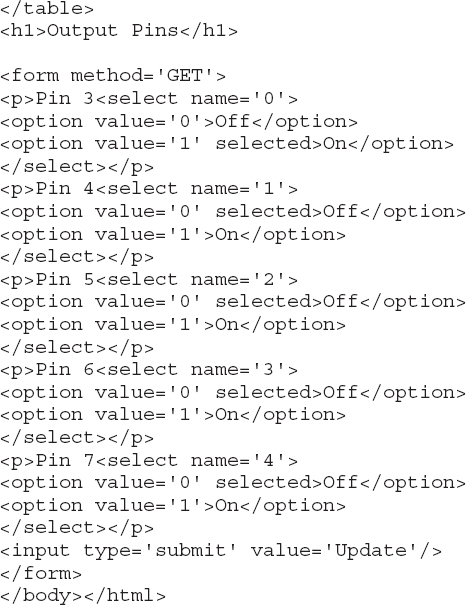 </table>
<h1>Output Pins</h1>
<form method='GET'>
<p>Pin 3<select name='0'>
<option value='0'>Off</option>
<option value='1' selected>On</option>
</select></p>
<p>Pin 4<select name='1'>
<option value='0' selected>Off</option>
<option value='1'>On</option>
</select></p>
<p>Pin 5<select name='2'>
<option value='0' selected>Off</option>
<option value='1'>On</option>
</select></p>
<p>Pin 6<select name='3'>
<option value='0' selected>Off</option>
<option value='1'>On</option>
</select></p>
<p>Pin 7<select name='4'>
<option value='0' selected>Off</option>
<option value='1'>On</option>
</select></p>
<input type='submit' value='Update'/>
</form>
</body></html>